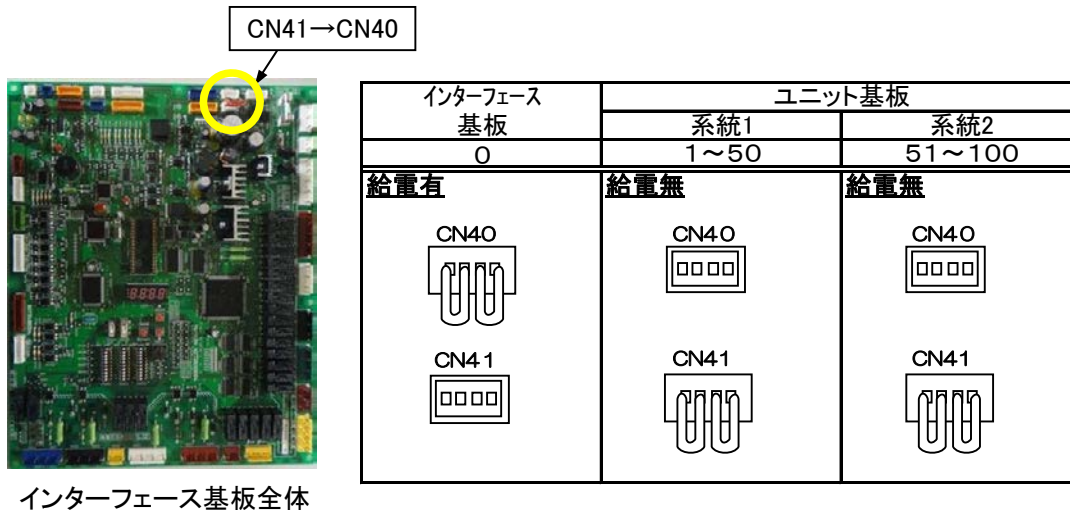 CN41→CN40
インターフェース基板全体
インターフェース
基板
ユニット基板
系統1
系統2
0
1~50
51~100
給電有
給電無
給電無
CN40
CN40
CN40
CN41
CN41
CN41
8888